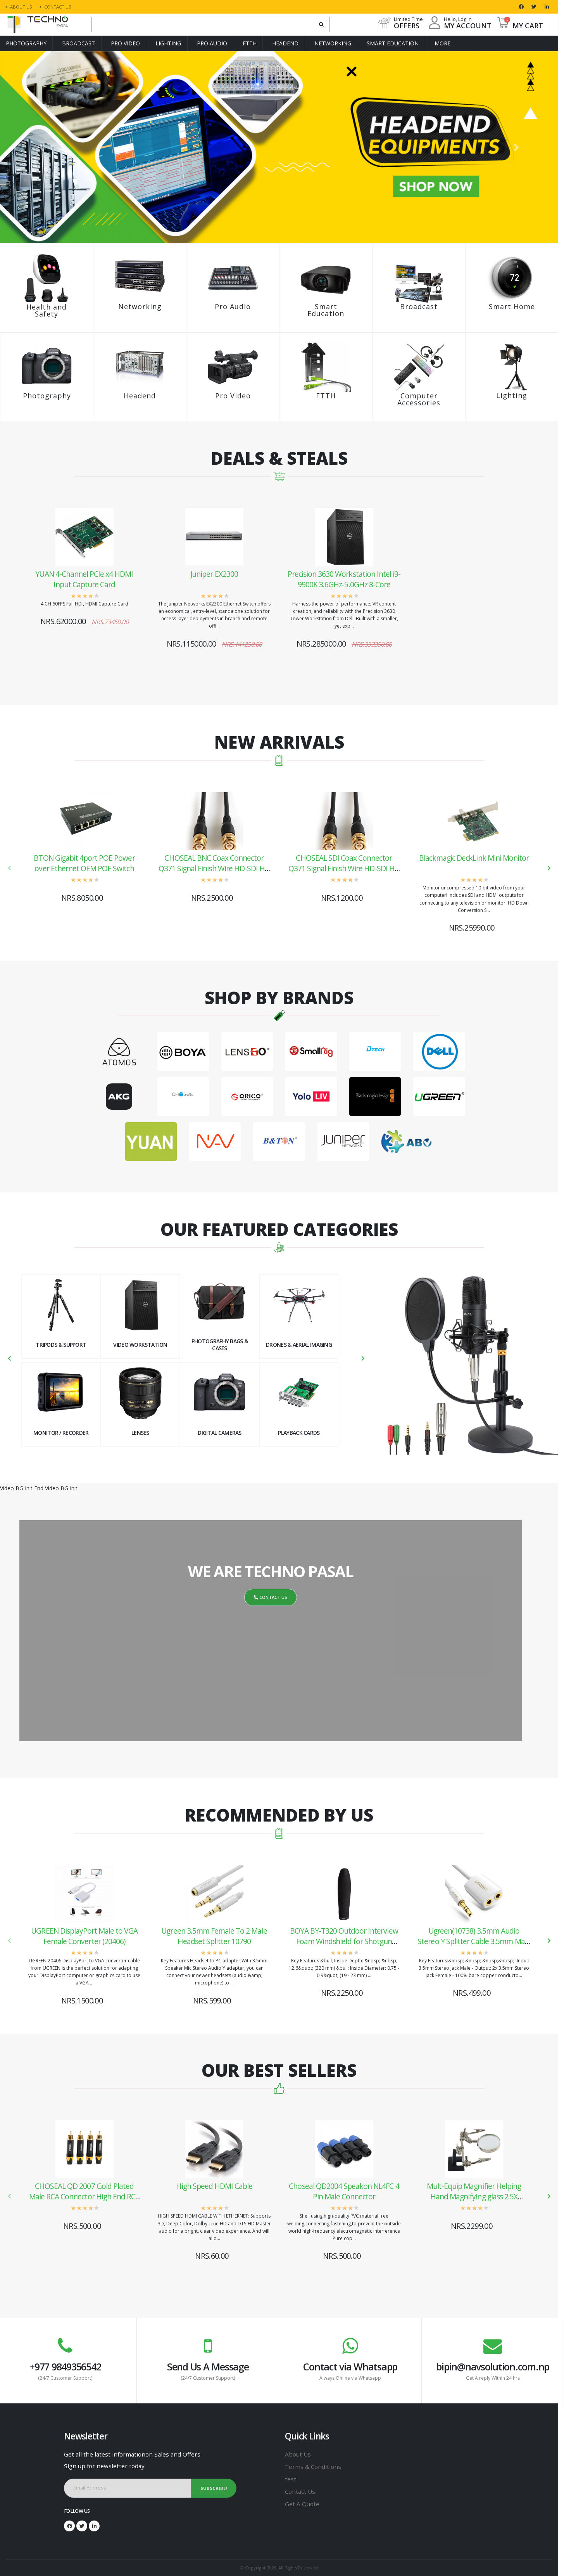 ABOUT US
CONTACT US
TECHNO
PASAL
Limited Time
OFFERS
Hello, Log In
MY ACCOUNT
0
MY CART
PHOTOGRAPHY
BROADCAST
PRO VIDEO
LIGHTING
PRO AUDIO
FTTH
HEADEND
NETWORKING
SMART EDUCATION
MORE
HEADEND
EQUIPMENTS
SHOP NOW
Health and
Safety
Networking
Pro Audio
Smart
Education
Broadcast
72
Smart Home
Photography
Headend
Pro Video
FTTH
Computer
Accessories
Lighting
DEALS & STEALS
YUAN 4-Channel PCIe x4 HDMI
Input Capture Card
4 CH 60FPS Full HD , HDMI Capture Card
NRS.62000.00 NRS.73450.00
Juniper EX2300
The Juniper Networks EX2300 Ethernet Switch offers
an economical, entry-level, standalone solution for
access-layer deployments in branch and remote
offi...
NRS.115000.00 NRS.141250.00
Precision 3630 Workstation Intel I9-
9900K 3.6GHz-5.0GHz 8-Core
Harness the power of performance, VR content
creation, and reliability with the Precision 3630
Tower Workstation from Dell. Built with a smaller,
yet exp...
NRS.285000.00 NRS.333350.00
NEW ARRIVALS
BTON Gigabit 4port POE Power
over Ethernet OEM POE Switch
NRS.8050.00
CHOSEAL BNC Coax Connector
Q371 Signal Finish Wire HD-SDI H...
NRS.2500.00
CHOSEAL SDI Coax Connector
Q371 Signal Finish Wire HD-SDI H...
NRS.1200.00
Blackmagic DeckLink Mini Monitor
Monitor uncompressed 10-bit video from your
computer! Includes SDI and HDMI outputs for
connecting to any television or monitor. HD Down
Conversion S...
NRS.25990.00
SHOP BY BRANDS
ATOMOS
BOYA
LENSGO
SmallRig
DTECH
DELL
AKG
CHOSEAL
ORICO
Yolo LIV
Blackmagicdesign
UGREEN
YUAN
NAV
B&TON
JUNIPER
NETWORKS
ABO
OUR FEATURED CATEGORIES
TRIPODS & SUPPORT
VIDEO WORKSTATION
PHOTOGRAPHY BAGS &
CASES
DRONES & AERIAL IMAGING
MONITOR / RECORDER
LENSES
DIGITAL CAMERAS
PLAYBACK CARDS
Video BG Init End Video BG Init
WE ARE TECHNO PASAL
CONTACT US
RECOMMENDED BY US
UGREEN DisplayPort Male to VGA
Female Converter (20406)
UGREEN 20406 DisplayPort to VGA converter cable
from UGREEN is the perfect solution for adapting
your DisplayPort computer or graphics card to use
a VGA ...
NRS.1500.00
Ugreen 3.5mm Female To 2 Male
Headset Splitter 10790
Key Features Headset to PC adapter,With 3.5mm
Speaker Mic Stereo Audio Y adapter, you can
connect your newer headsets (audio &amp;
microphone) to ...
NRS.599.00
BOYA BY-T320 Outdoor Interview
Foam Windshield for Shotgun...
Key Features &bull; Inside Depth: &nbsp; &nbsp;
12.6&quot; (320 mm) &bull; Inside Diameter: 0.75 -
0.9&quot; (19 - 23 mm) ...
NRS.2250.00
Ugreen(10738) 3.5mm Audio
Stereo Y Splitter Cable 3.5mm Ma...
Key Features:&nbsp; &nbsp; &nbsp;&nbsp;- Input:
3.5mm Stereo Jack Male - Output: 2x 3.5mm Stereo
Jack Female - 100% bare copper conducto...
NRS.499.00
OUR BEST SELLERS
CHOSEAL QD 2007 Gold Plated
Male RCA Connector High End RC...
NRS.500.00
High Speed HDMI Cable
HIGH SPEED HDMI CABLE WITH ETHERNET: Supports
3D, Deep Color, Dolby True HD and DTS-HD Master
audio for a bright, clear video experience. And will
allo...
NRS.60.00
Choseal QD2004 Speakon NL4FC 4
Pin Male Connector
Shell using high-quality PVC material,free
welding,connecting fastening,to prevent the outside
world high-frequency electromagnetic interference
Pure cop...
NRS.500.00
Mult-Equip Magnifier Helping
Hand Magnifying glass 2.5X...
NRS.2299.00
+977 9849356542
(24/7 Customer Support)
Send Us A Message
(24/7 Customer Support)
Contact via Whatsapp
Always Online via Whatsapp
bipin@navsolution.com.np
Get A reply Within 24 hrs
Newsletter
Get all the latest informationon Sales and Offers.
Sign up for newsletter today.
Email Address...
SUBSCRIBE!
FOLLOW US
Quick Links
About Us
Terms & Conditions
test
Contact Us
Get A Quote